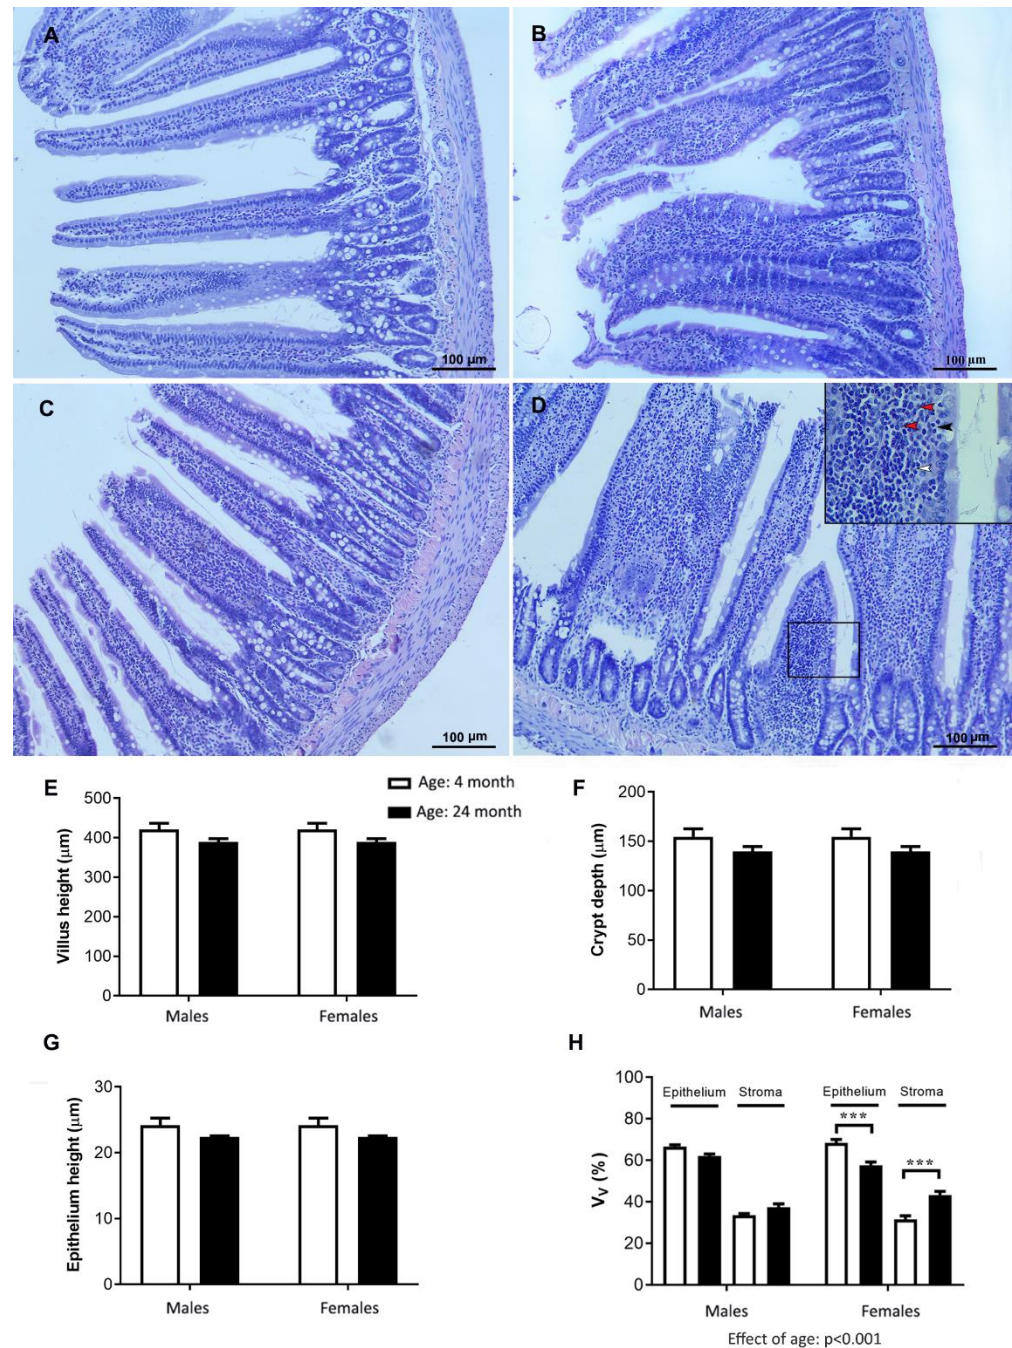 A
B
100 µm
100 µm
C
D
100 µm
100 µm
E
Age: 4 month
Age: 24 month
Villus height (µm)
500
400
300
200
100
0
Males
Females
F
Crypt depth (µm)
200
150
100
50
0
Males
Females
G
Epithelium height (µm)
30
20
10
0
Males
Females
H
Vv (%)
100
80
60
40
20
0
Epithelium
Stroma
Epithelium
Stroma
***
***
Males
Females
Effect of age: p<0.001